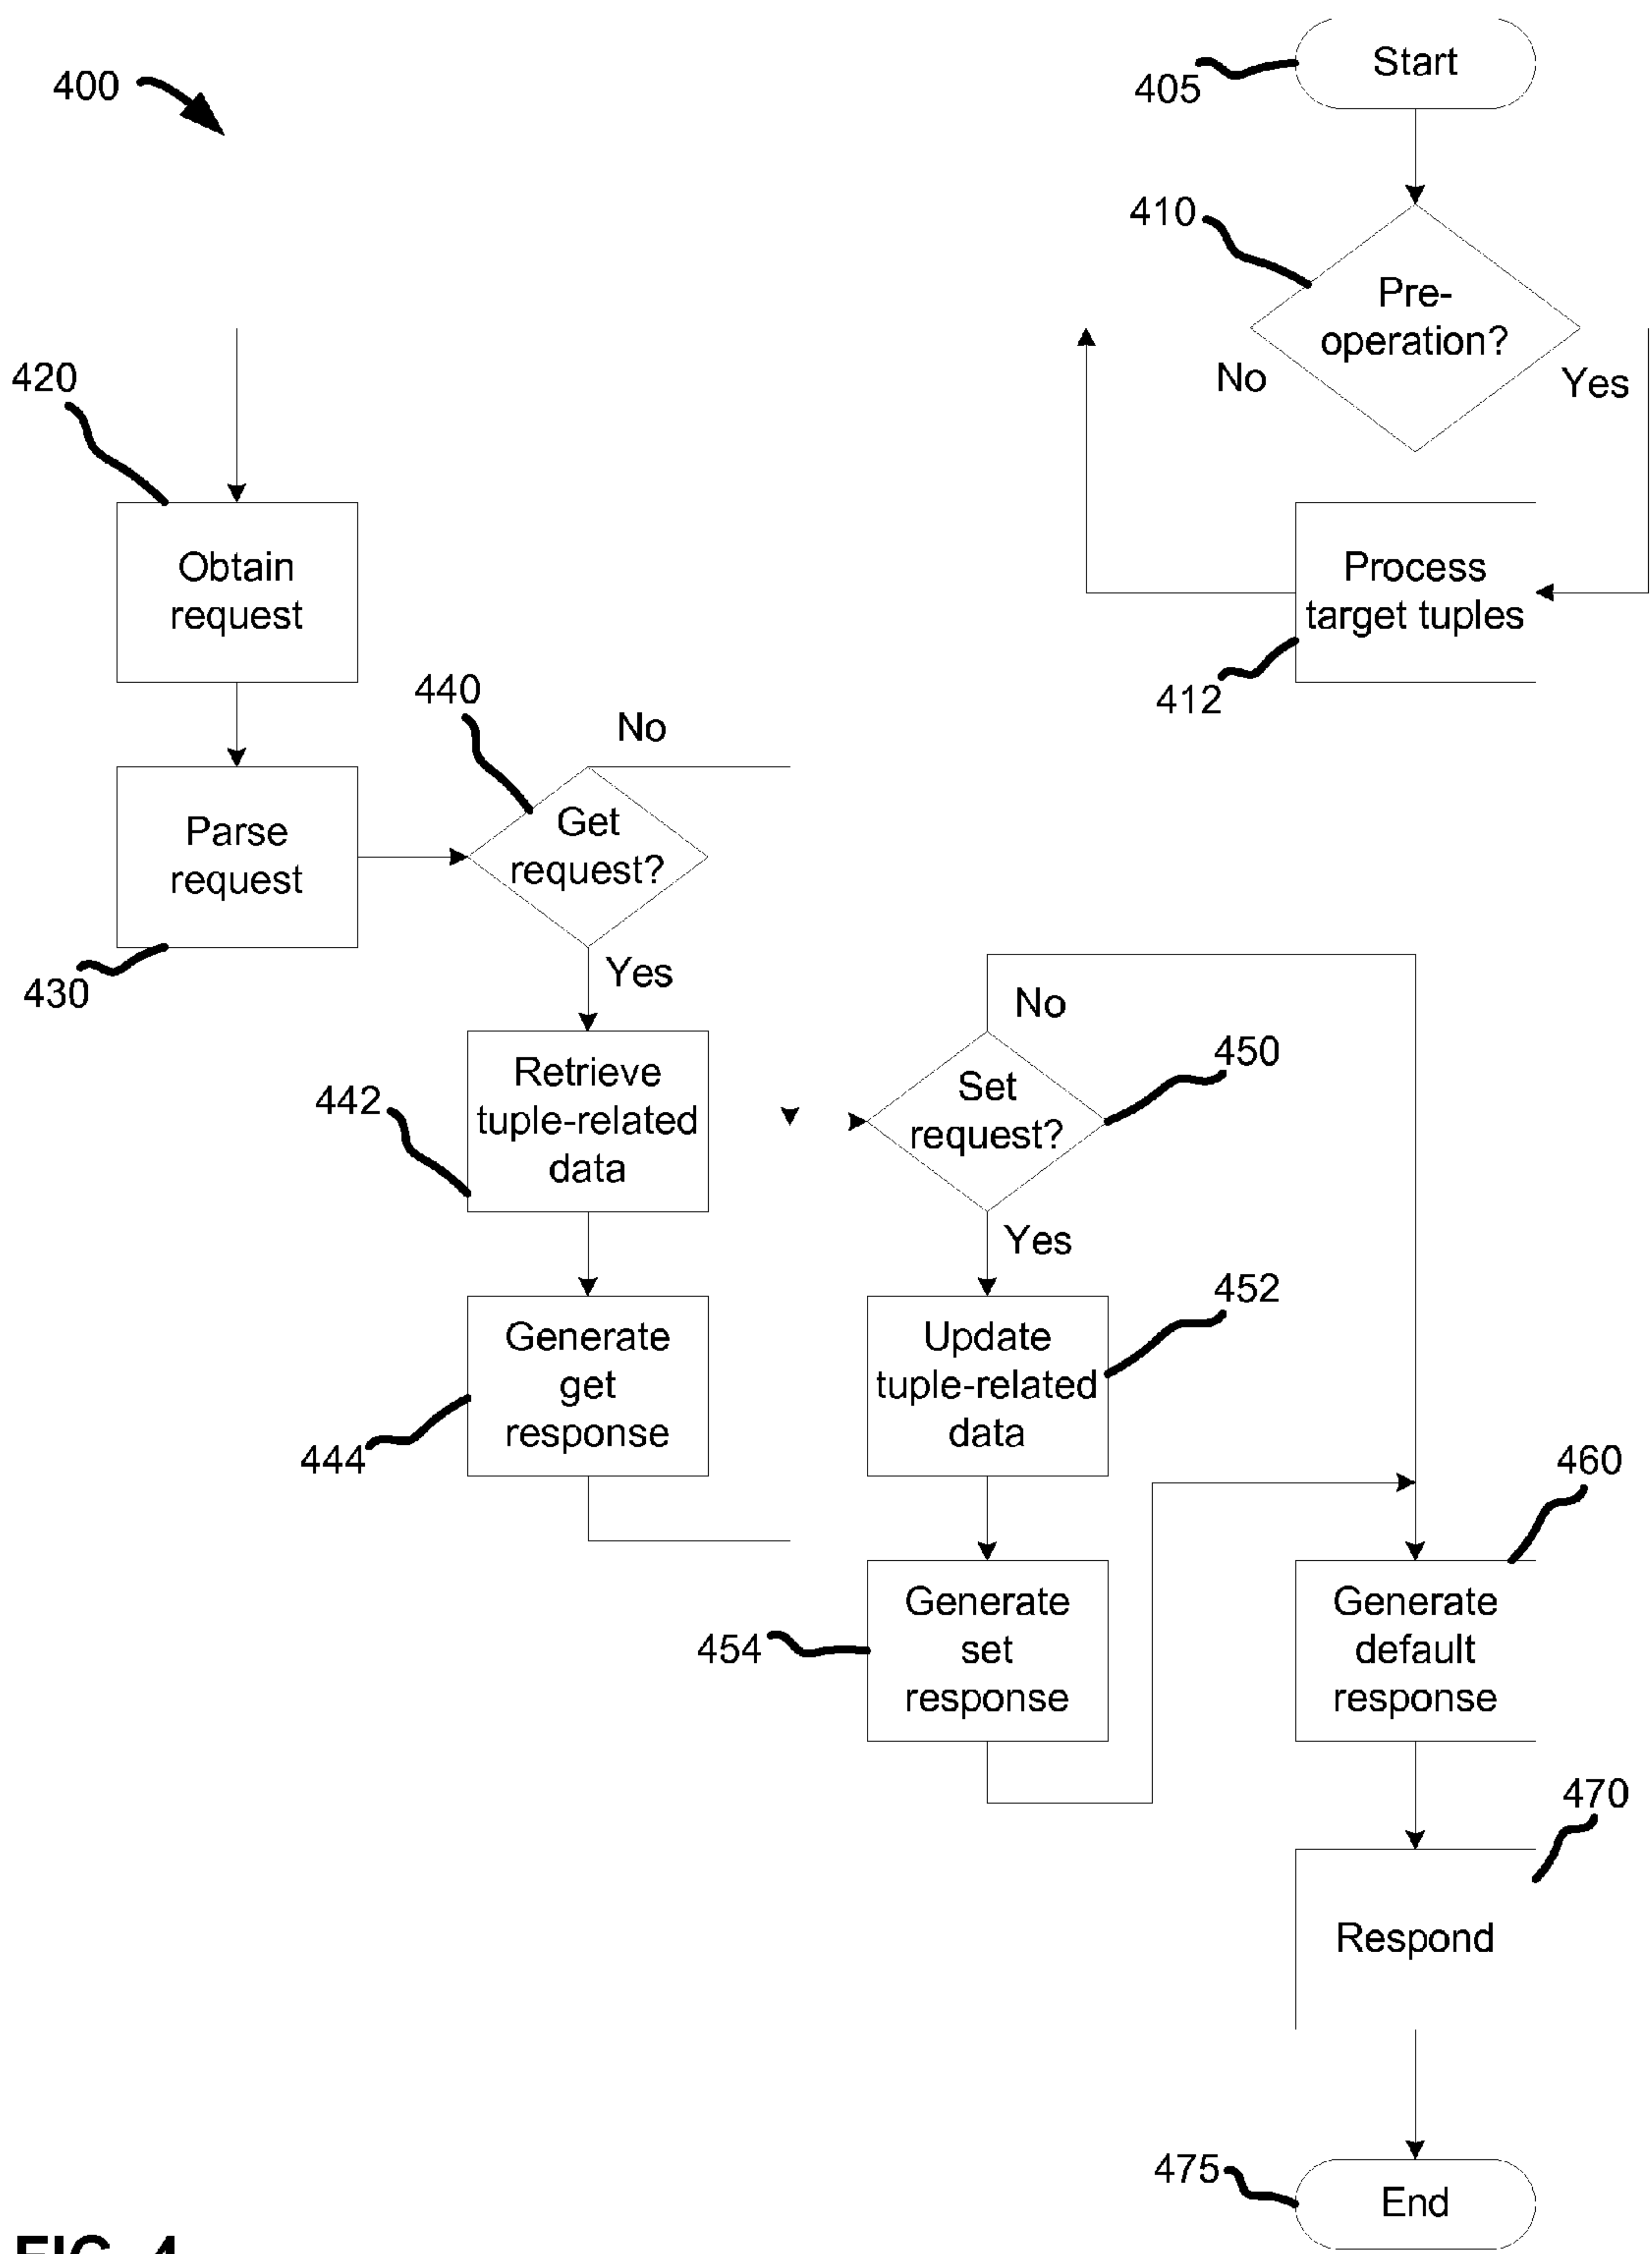 400
405
Start
410
Pre-
operation?
No
Yes
420
Obtain
request
Process
target tuples
412
440
No
Get
request?
Parse
request
430
Yes
No
442
Retrieve
tuple-related
data
450
Set
request?
Yes
452
Generate
get
response
444
Update
tuple-related
data
460
454
Generate
set
response
Generate
default
response
470
Respond
475
End
FIG. 4